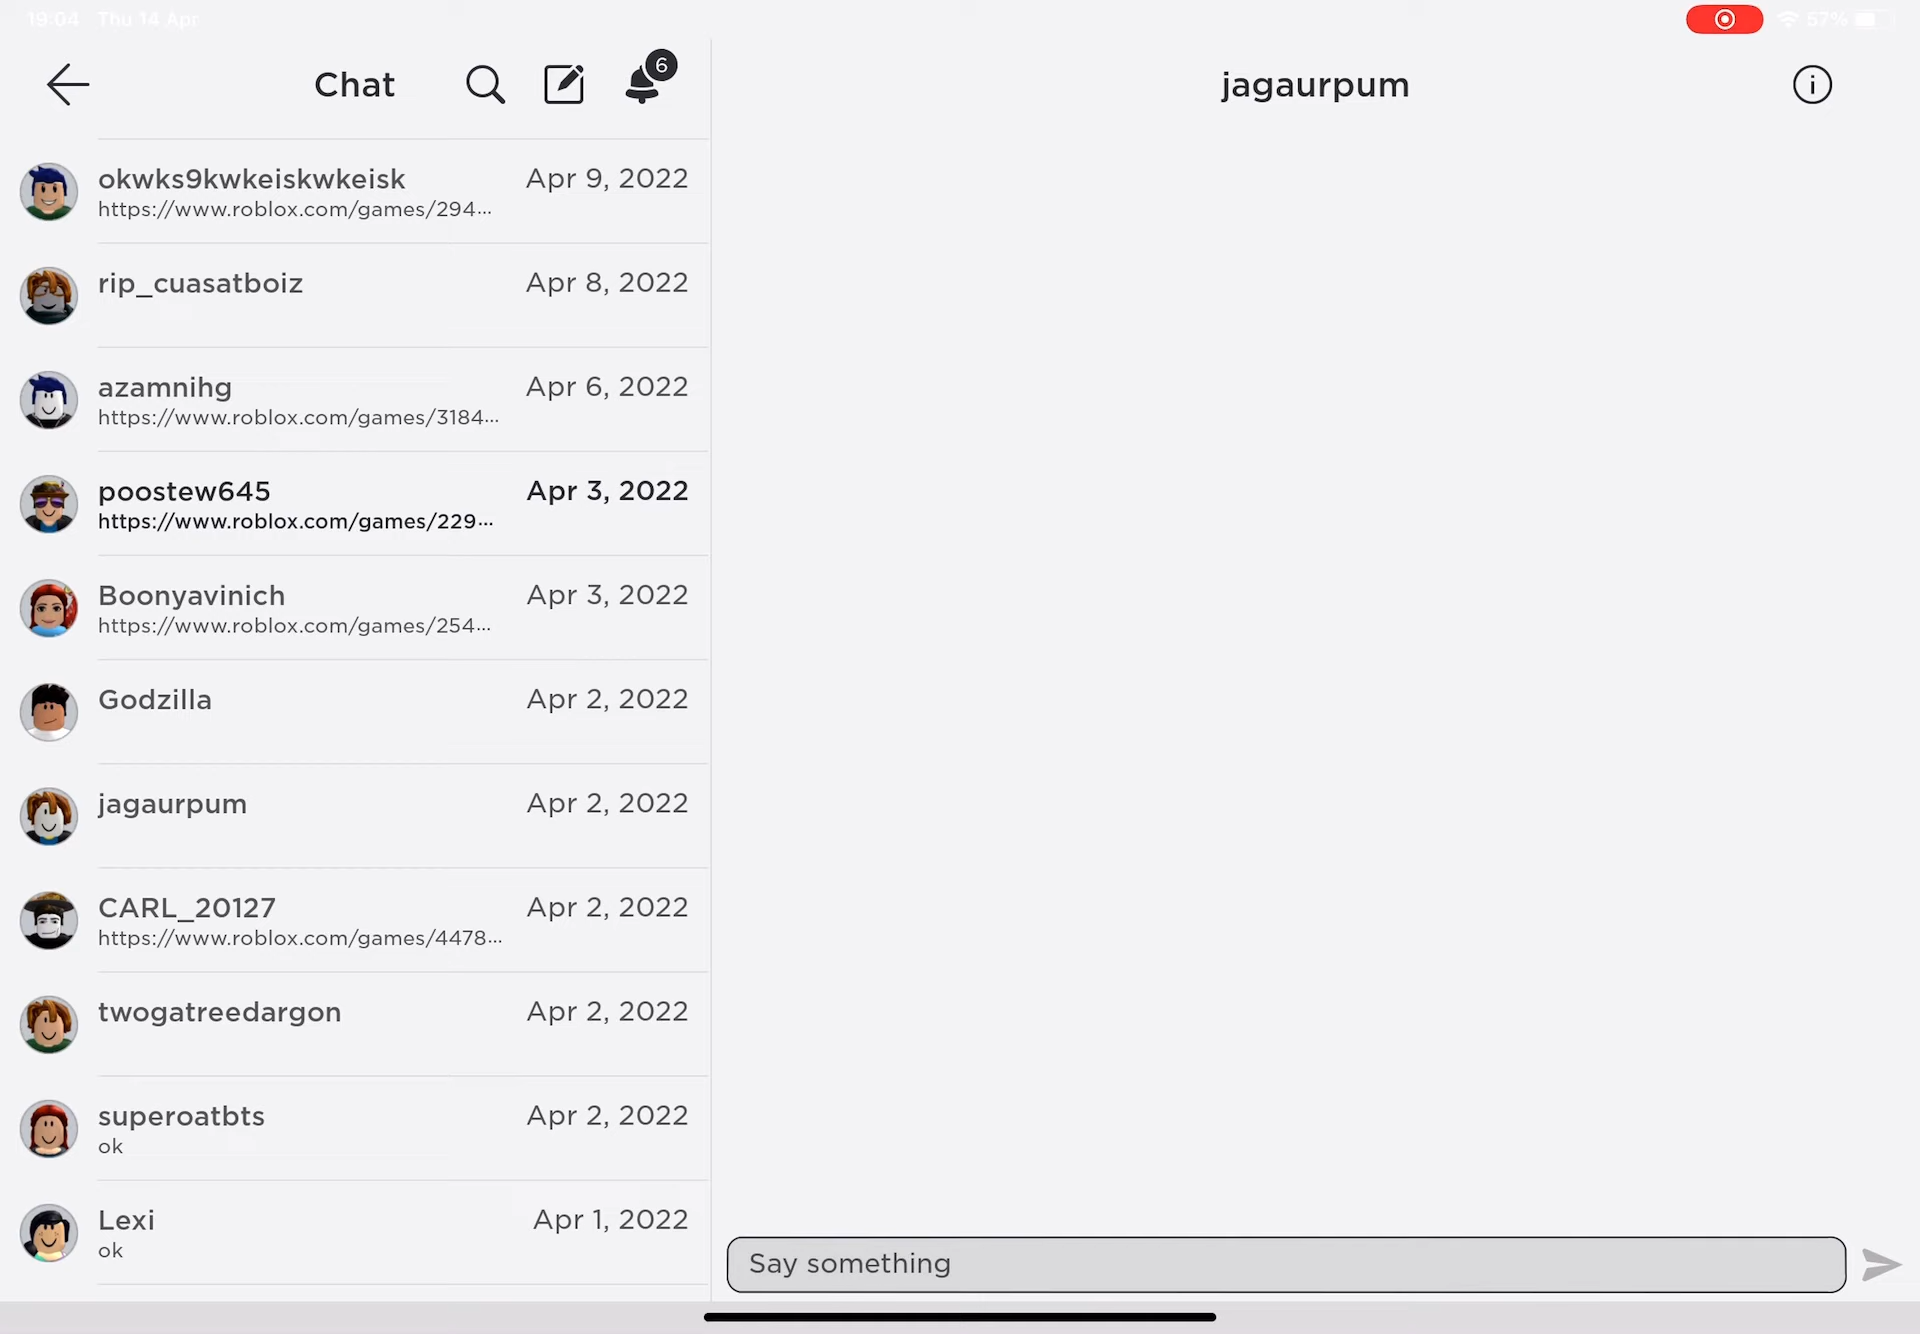 19:04 Thu 14 Apr
57%
Chat
6
jagaurpum
okwks9kwkeiskwkeisk
Apr 9, 2022
https://www.roblox.com/games/294...
rip_cuasatboiz
Apr 8, 2022
azamnihg
Apr 6, 2022
https://www.roblox.com/games/3184...
poostew645
Apr 3, 2022
https://www.roblox.com/games/229...
Boonyavinich
Apr 3, 2022
https://www.roblox.com/games/254...
Godzilla
Apr 2, 2022
jagaurpum
Apr 2, 2022
CARL_20127
Apr 2, 2022
https://www.roblox.com/games/4478...
twogatreedargon
Apr 2, 2022
superoatbts
Apr 2, 2022
ok
Lexi
Apr 1, 2022
ok
Say something